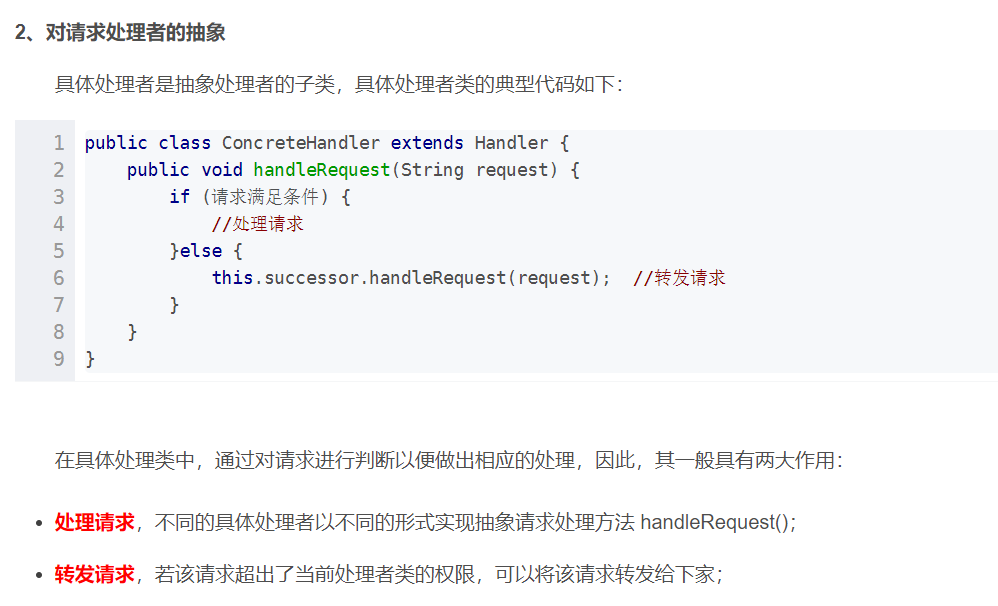 2、对请求处理者的抽象
具体处理者是抽象处理者的子类，具体处理者类的典型代码如下：
1 public class ConcreteHandler extends Handler {
2     public void handleRequest(String request) {
3         if (请求满足条件) {
4             //处理请求
5         }else {
6             this.successor.handleRequest(request);  //转发请求
7         }
8     }
9 }
在具体处理类中，通过对请求进行判断以便做出相应的处理，因此，其一般具有两大作用：
• 处理请求，不同的具体处理者以不同的形式实现抽象请求处理方法 handleRequest()；
• 转发请求，若该请求超出了当前处理者类的权限，可以将该请求转发给下家；